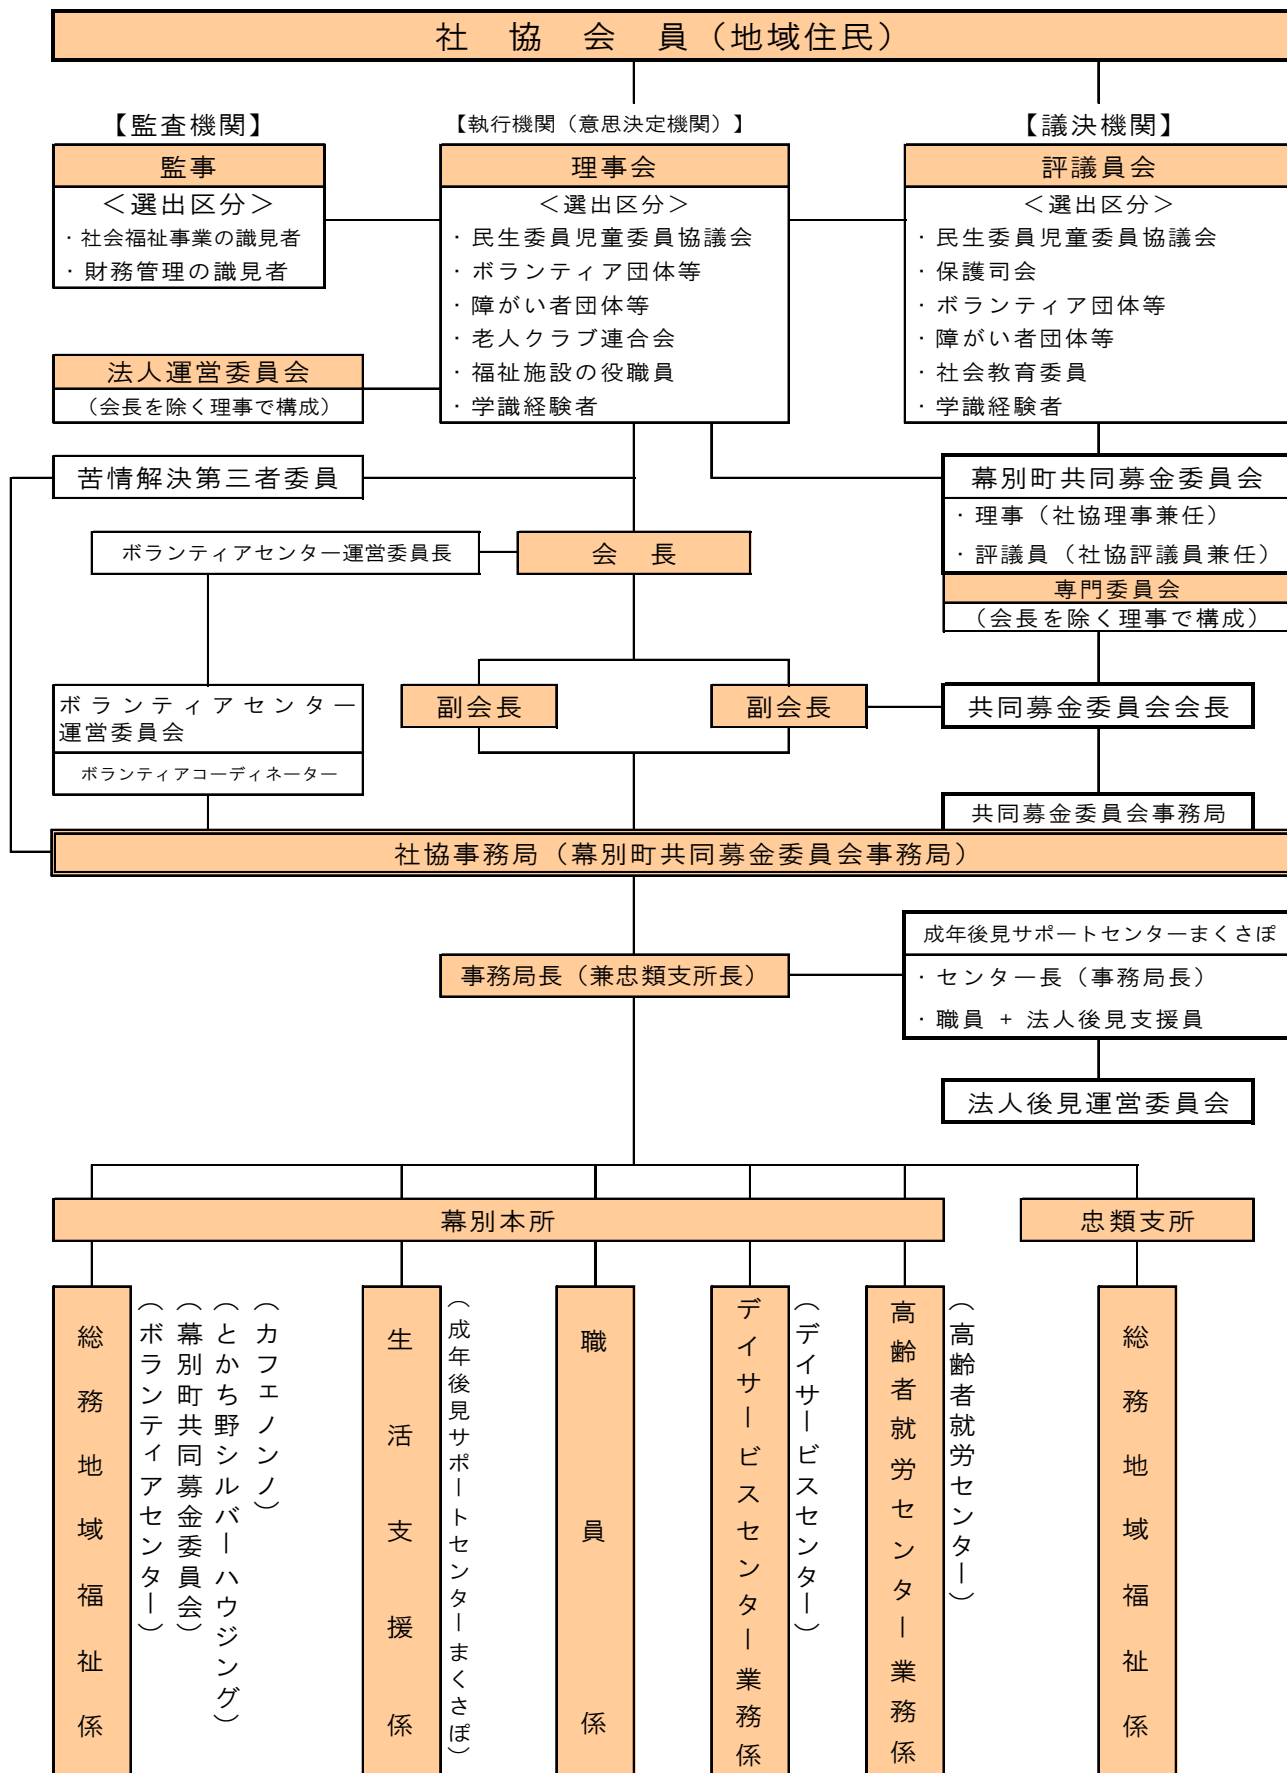 社　協　会　員（地域住民）
【監査機関】
監事
＜選出区分＞
・社会福祉事業の識見者
・財務管理の識見者
【執行機関（意思決定機関）】
理事会
＜選出区分＞
・民生委員児童委員協議会
・ボランティア団体等
・障がい者団体等
・老人クラブ連合会
・福祉施設の役職員
・学識経験者
【議決機関】
評議員会
＜選出区分＞
・民生委員児童委員協議会
・保護司会
・ボランティア団体等
・障がい者団体等
・社会教育委員
・学識経験者
法人運営委員会
（会長を除く理事で構成）
苦情解決第三者委員
幕別町共同募金委員会
・理事（社協理事兼任）
・評議員（社協評議員兼任）
専門委員会
（会長を除く理事で構成）
ボランティアセンター運営委員長
会　長
ボランティアセンター
運営委員会
ボランティアコーディネーター
副会長
副会長
共同募金委員会会長
共同募金委員会事務局
社協事務局（幕別町共同募金委員会事務局）
事務局長（兼忠類支所長）
成年後見サポートセンターまくさぽ
・センター長（事務局長）
・職員 + 法人後見支援員
法人後見運営委員会
幕別本所
忠類支所
総務地域福祉係
（カフェノンノ）
（とかち野シルバーハウジング）
（幕別町共同募金委員会）
（ボランティアセンター）
生活支援係
（成年後見サポートセンターまくさぽ）
職員係
デイサービスセンター業務係
（デイサービスセンター）
高齢者就労センター業務係
（高齢者就労センター）
総務地域福祉係